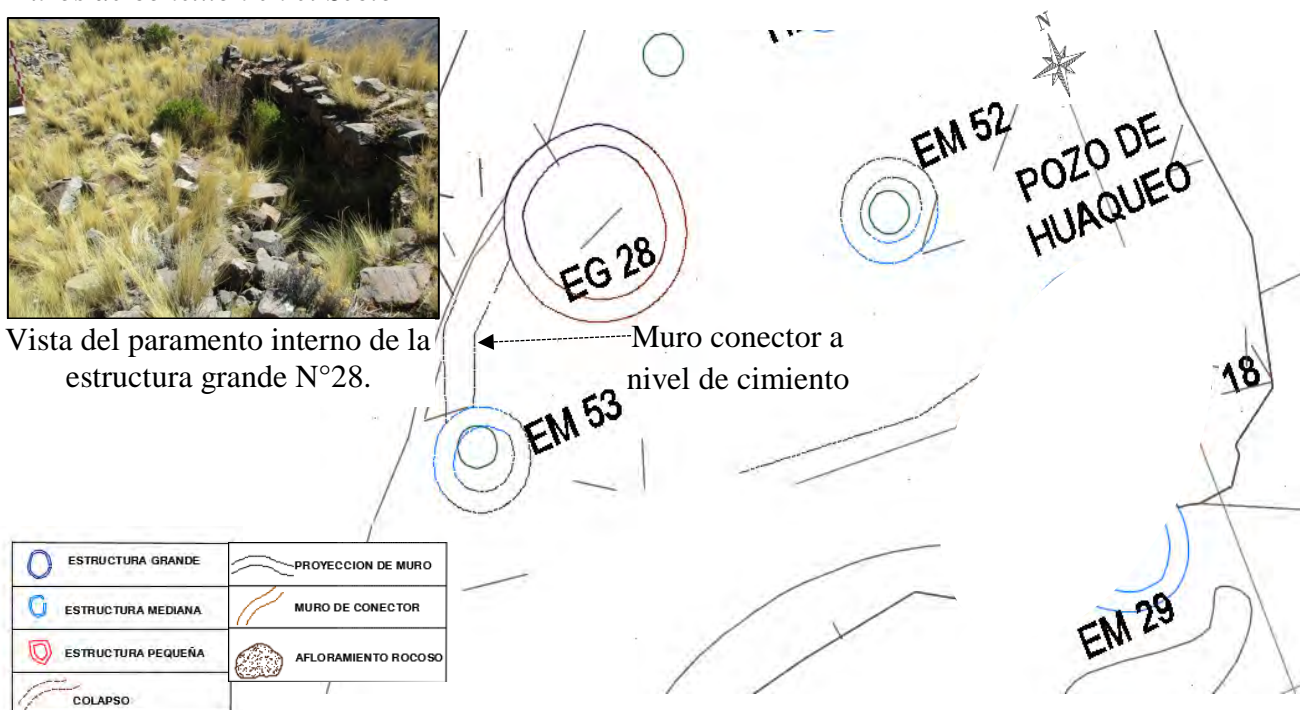 N
EM 52
POZO DE
HUAQUEO
EG 28
Vista del paramento interno de la
estructura grande N°28.
Muro conector a
nivel de cimiento
18
EM 53
EM 29
ESTRUCTURA GRANDE
PROYECCION DE MURO
ESTRUCTURA MEDIANA
MURO DE CONECTOR
ESTRUCTURA PEQUEÑA
AFLORAMIENTO ROCOSO
COLAPSO